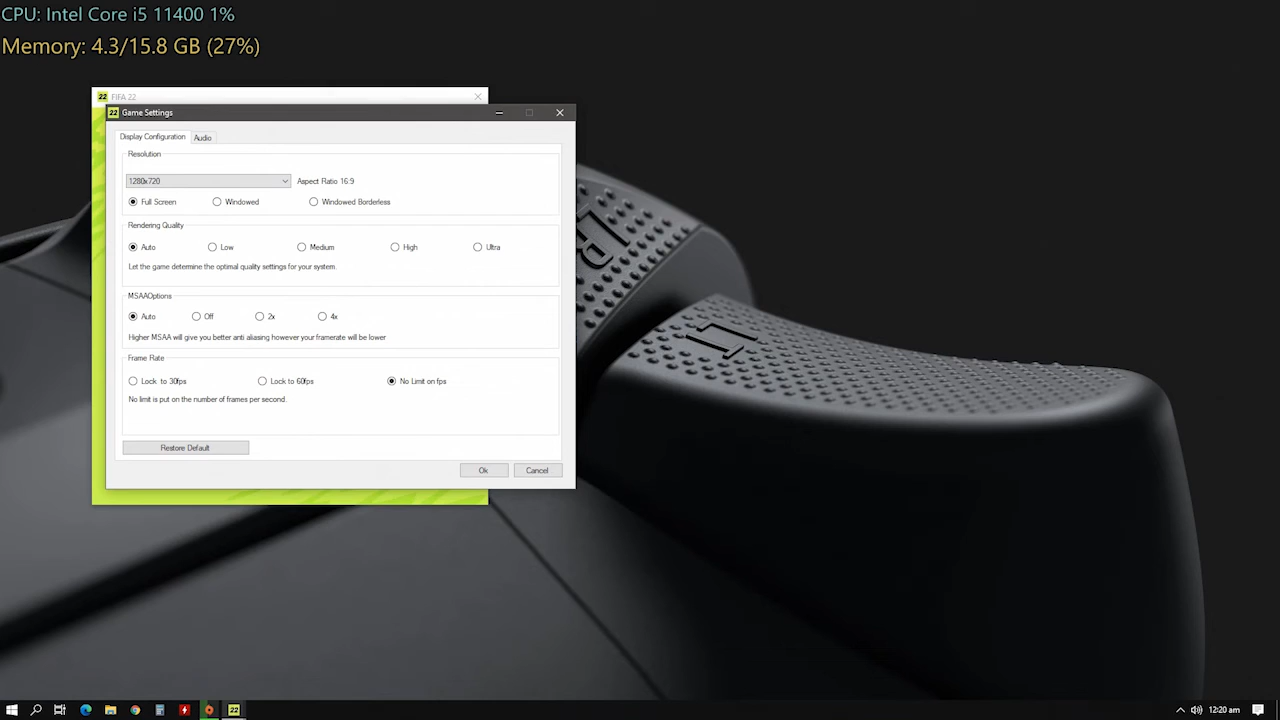 CPU: Intel Core i5 11400 1%
Memory: 4.3/15.8 GB (27%)
22 FIFA 22
22 Game Settings
Display Configuration Audio
Resolution
1280x720 Aspect Ratio 16:9
Full Screen Windowed Windowed Borderless
Rendering Quality
Auto Low Medium High Ultra
Let the game determine the optimal quality settings for your system.
MSAAOptions
Auto Off 2x 4x
Higher MSAA will give you better anti aliasing however your framerate will be lower
Frame Rate
Lock to 30fps Lock to 60fps No Limit on fps
No limit is put on the number of frames per second.
Restore Default
Ok Cancel
22 12:20 am